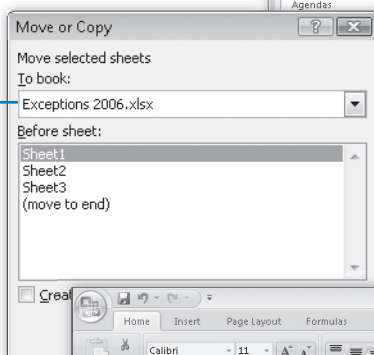 Agendas
Move or Copy
Move selected sheets
To book:
Exceptions 2006.xlsx
Before sheet:
Sheet1
Sheet2
Sheet3
(move to end)
Home Insert Page Layout Formulas
Calibri 11 A A